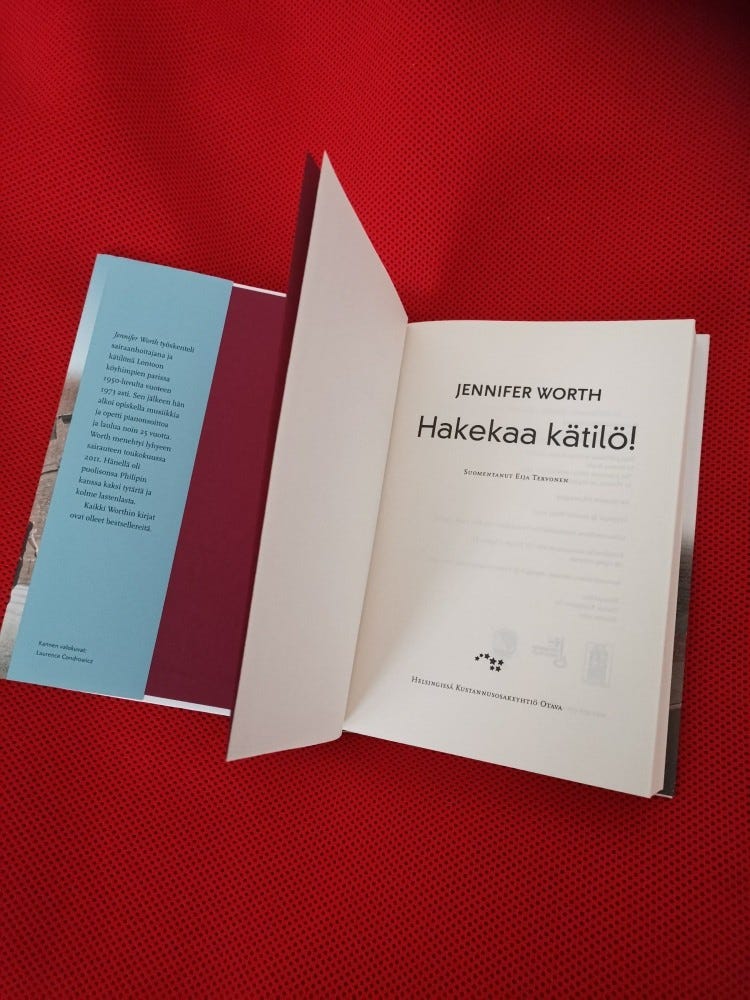 Jennifer Worth työskenteli
sairaanhoitajana ja
kätilönä Lontoon
köyhimpien parissa
1950-luvulta vuoteen
1973 asti. Sen jälkeen hän
alkoi opiskella musiikkia
ja opetti pianonsoittoa
ja laulua noin 25 vuotta.
Worth menehtyi lyhyeen
sairauteen toukokuussa
2011. Hänellä oli
puolisonsa Philipin
kanssa kaksi tytärtä ja
kolme lastenlasta.
Kaikki Worthin kirjat
ovat olleet bestsellereitä.
Kannen valokuvat:
JENNIFER WORTH
Hakekaa kätilö!
Suomentanut Eija Tervonen
Helsingissä Kustannusosakeyhtiö Otava